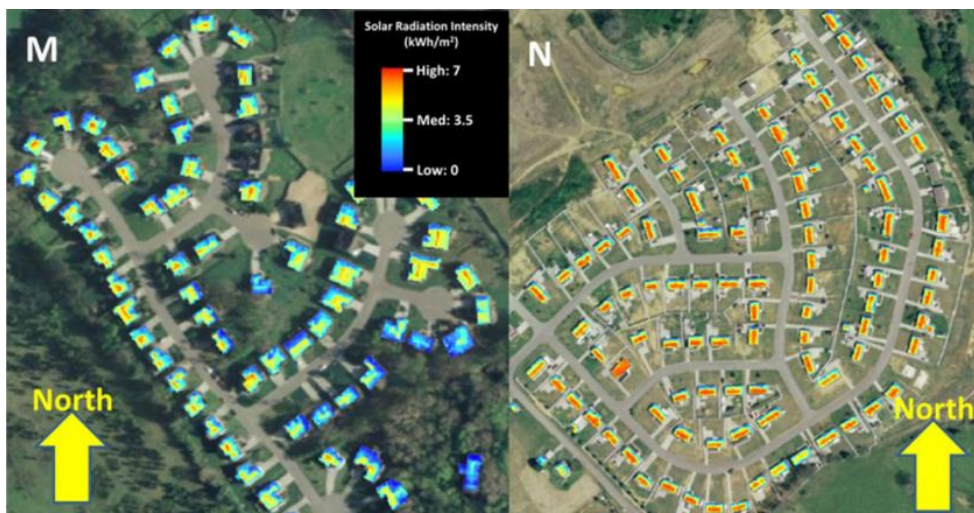 M
Solar Radiation Intensity
(kWh/m²)
High: 7
Med: 3.5
Low: 0
N
North
North